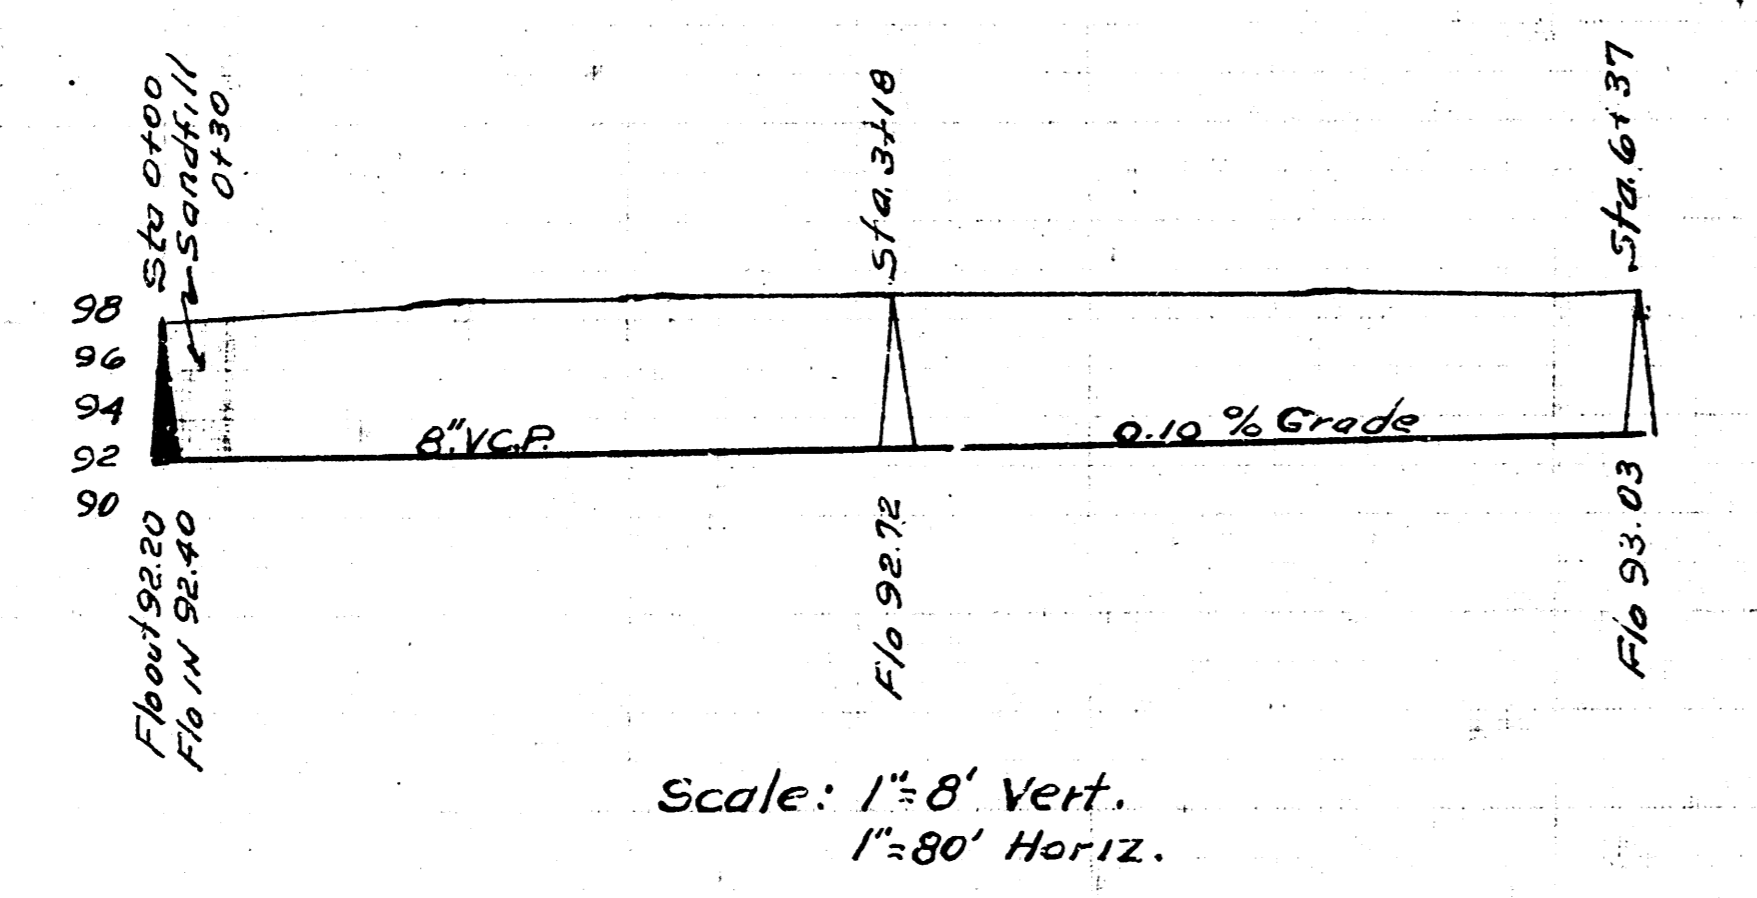 Sta 0+00
Sandfill
0+30
Sta. 3+18
Sta. 6+37
98
96
94
92
90
8" V.C.P.
0.10 % Grade
Flo out 92.20
Flo IN 92.40
Flo 92.72
Flo 93.03
Scale: 1"=8' Vert.
1"=80' Horiz.